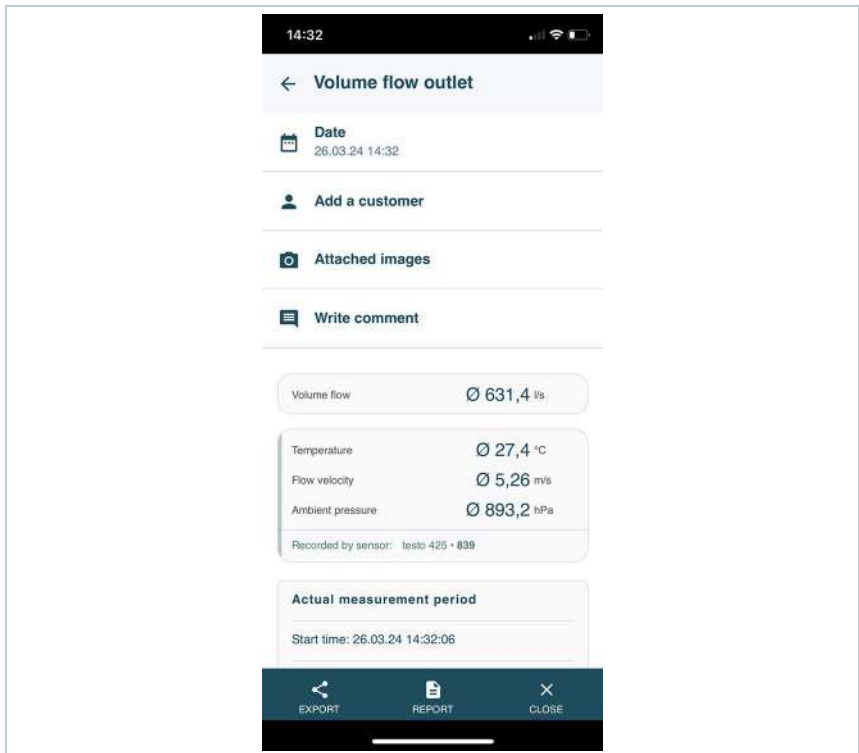 14:32
Volume flow outlet
Date
26.03.24 14:32
Add a customer
Attached images
Write comment
Volume flow Ø 631,4 l/s
Temperature Ø 27,4 °C
Flow velocity Ø 5,26 m/s
Ambient pressure Ø 893,2 hPa
Recorded by sensor: testo 425 • 839
Actual measurement period
Start time: 26.03.24 14:32:06
EXPORT REPORT CLOSE